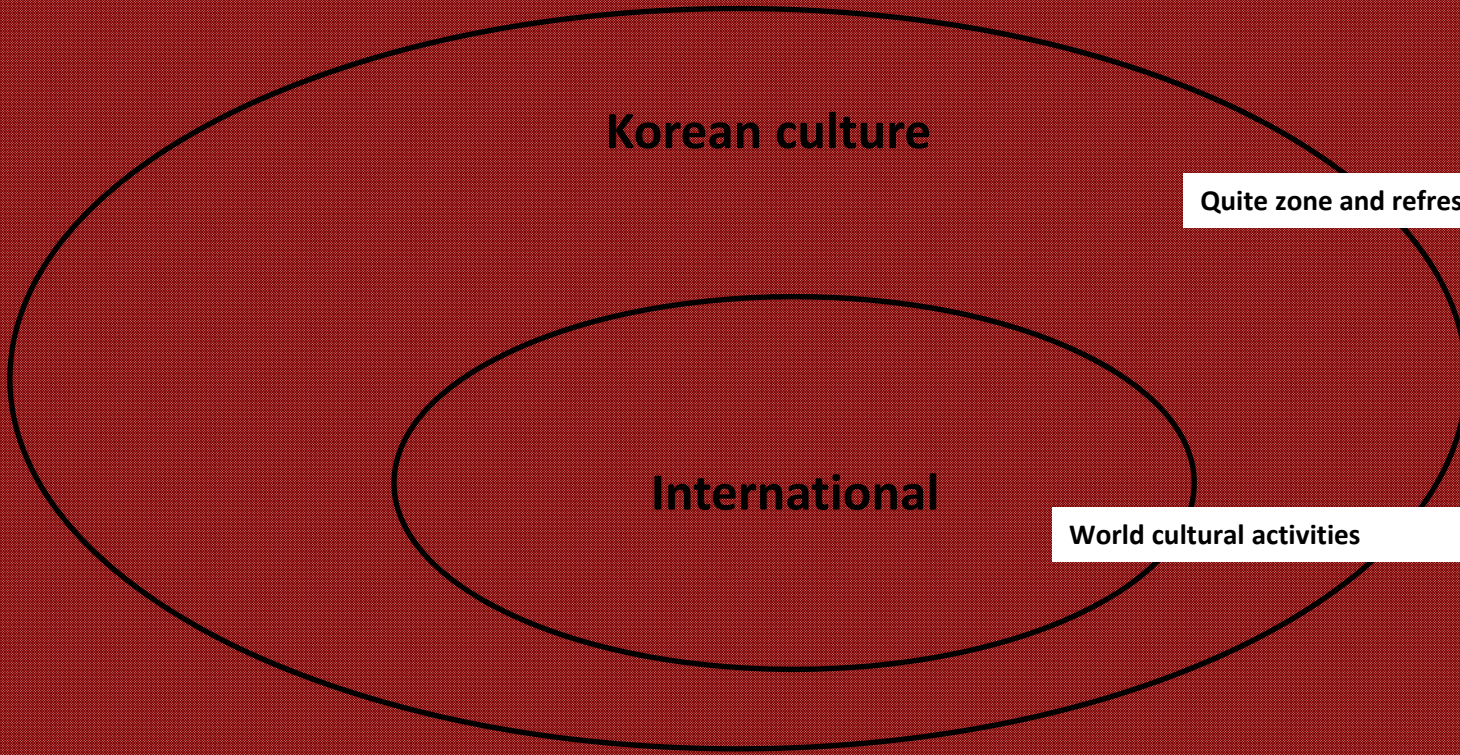 Korean culture
Quite zone and refres
International
World cultural activities